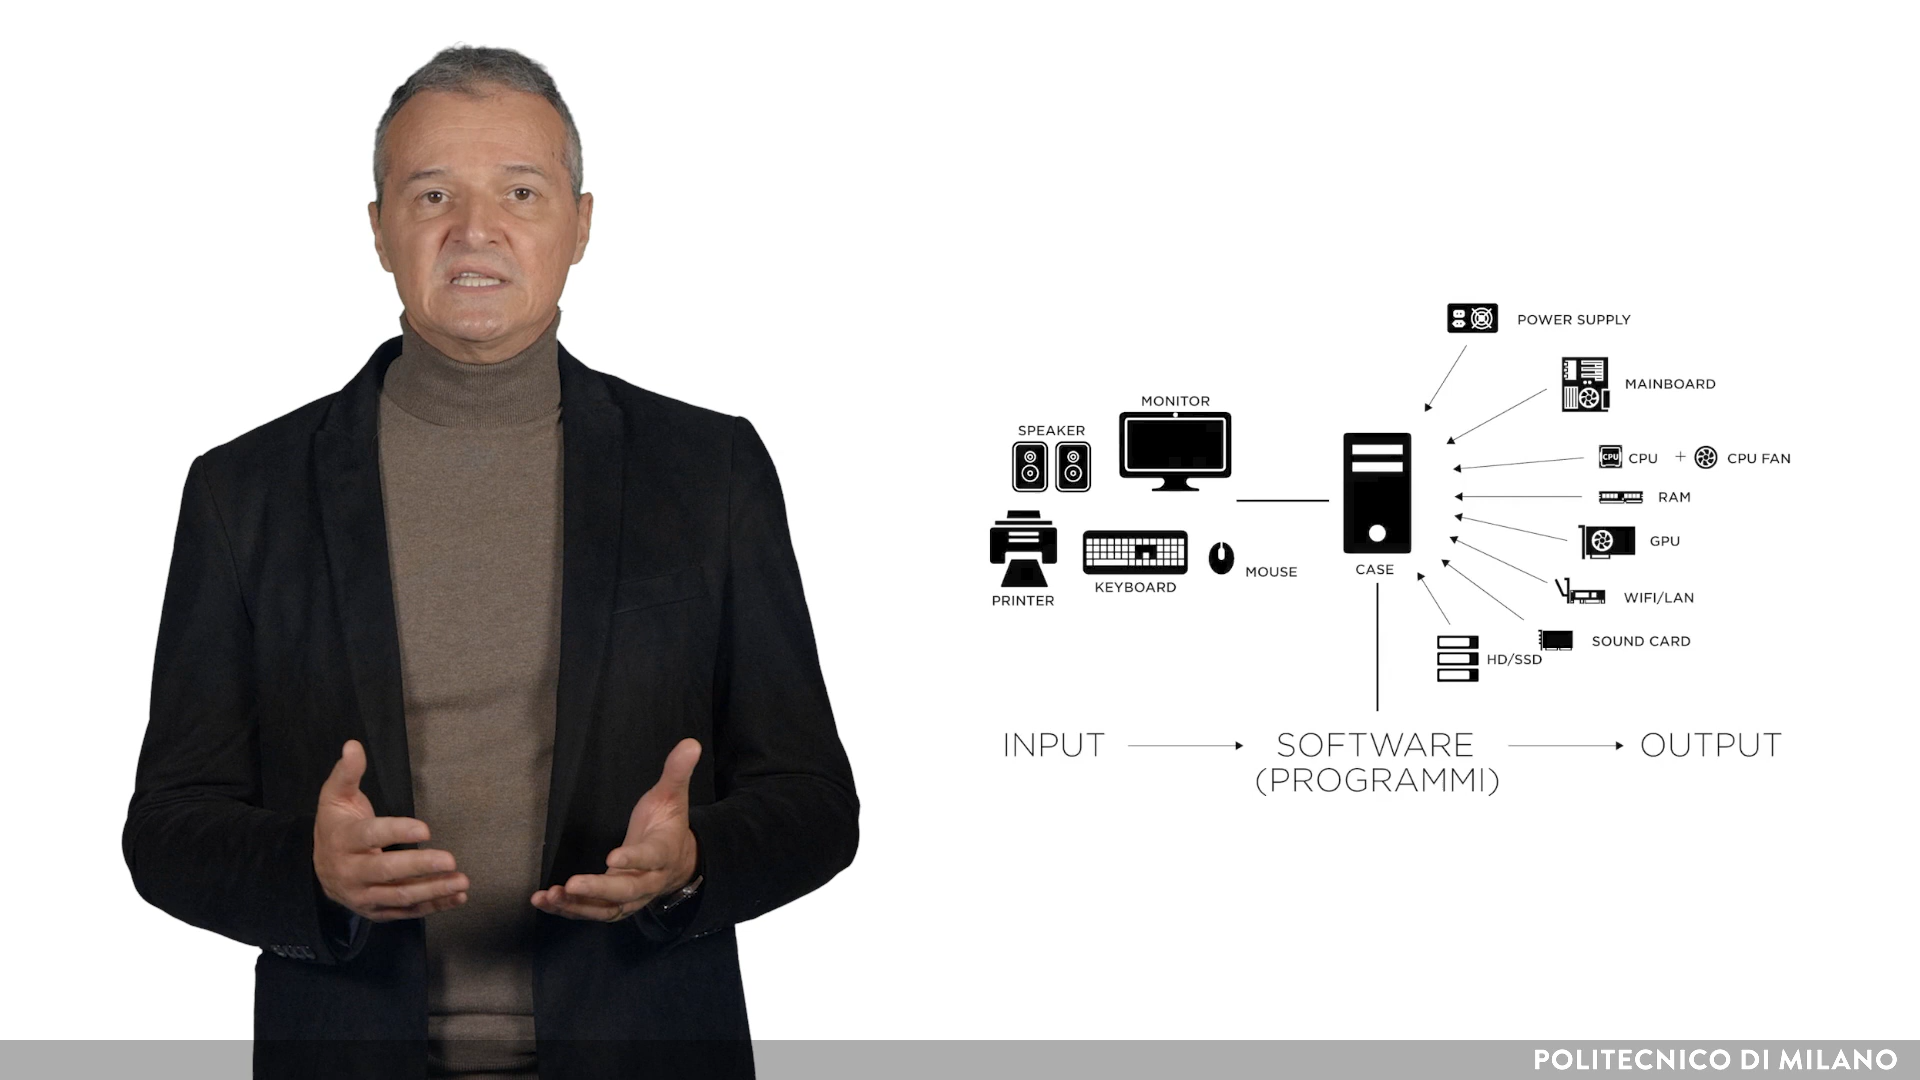 POWER SUPPLY
MAINBOARD
MONITOR
SPEAKER
CPU + CPU FAN
CPU
RAM
GPU
CASE
MOUSE
KEYBOARD
PRINTER
WIFI/LAN
SOUND CARD
HD/SSD
INPUT SOFTWARE OUTPUT
(PROGRAMMI)
POLITECNICO DI MILANO